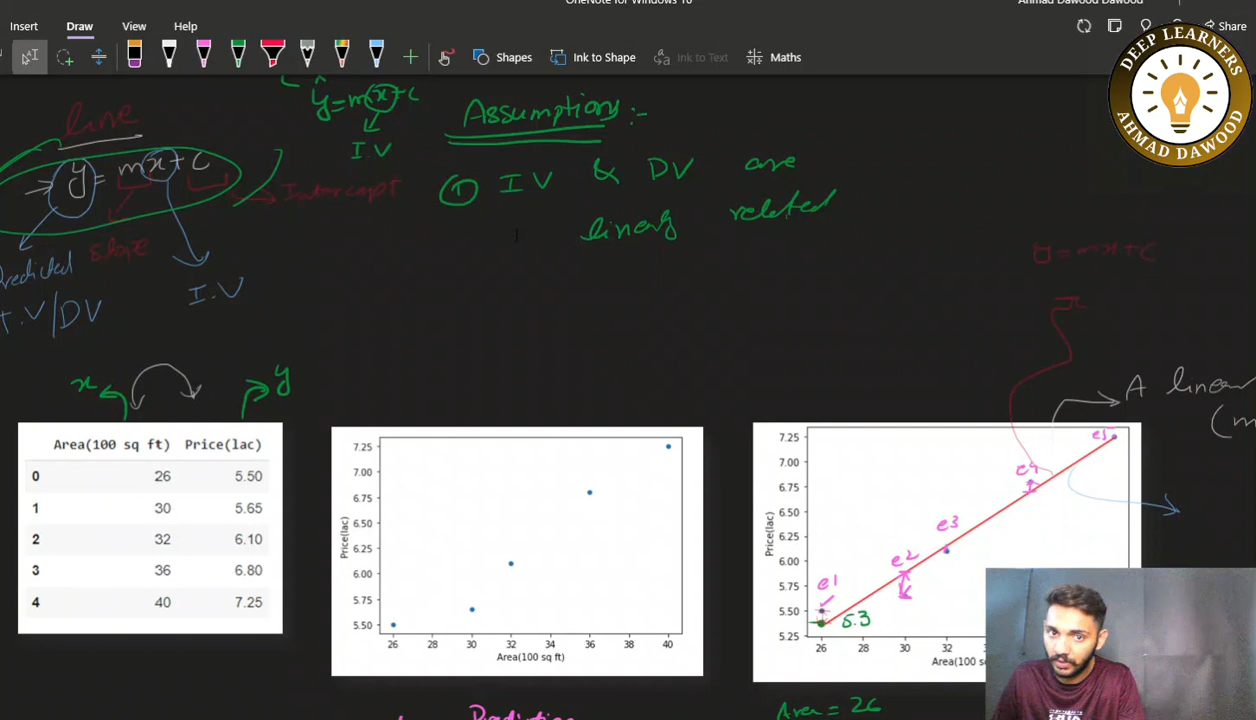 OneNote for Windows 10
Ahmad Dawood Dawood
Insert
Draw
View
Help
Share
Shapes
Ink to Shape
Ink to Text
Maths
DEEP LEARNERS
AHMAD DAWOOD
line
ŷ=mx+c
I.V
Assumptions:-
⇒ y = mx+c
→ Intercept
slope
Predicted
T.V/DV
I.V
① IV & DV are
related
y=mx+c
x
y
A linear
Area(100 sq ft) Price(lac)
0 26 5.50
1 30 5.65
2 32 6.10
3 36 6.80
4 40 7.25
7.25
7.00
6.75
6.50
6.25
6.00
5.75
5.50
Price(lac)
26 28 30 32 34 36 38 40
Area(100 sq ft)
7.25
7.00
6.75
6.50
6.25
6.00
5.75
5.50
5.25
Price(lac)
e1
e2
e3
e4
e5
5.3
26 28 30 32
Area(100 s
Prediction
Area = 26